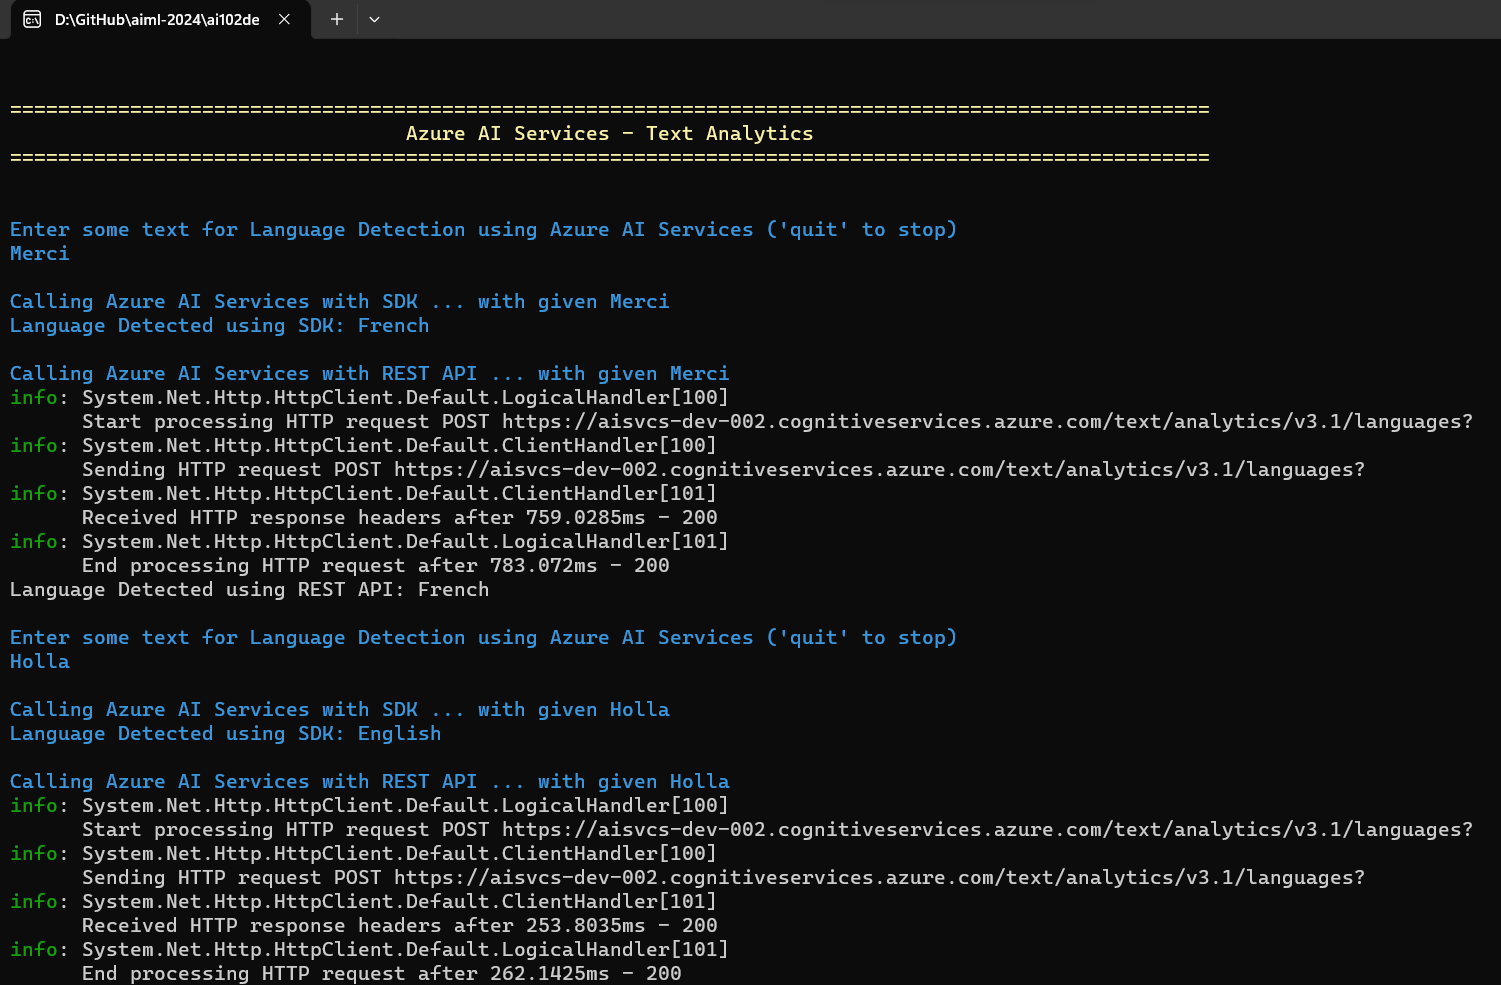 D:\GitHub\aiml-2024\ai102de
====================================================================================================
Azure AI Services - Text Analytics
====================================================================================================
Enter some text for Language Detection using Azure AI Services ('quit' to stop)
Merci
Calling Azure AI Services with SDK ... with given Merci
Language Detected using SDK: French
Calling Azure AI Services with REST API ... with given Merci
info: System.Net.Http.HttpClient.Default.LogicalHandler[100]
Start processing HTTP request POST https://aisvcs-dev-002.cognitiveservices.azure.com/text/analytics/v3.1/languages?
info: System.Net.Http.HttpClient.Default.ClientHandler[100]
Sending HTTP request POST https://aisvcs-dev-002.cognitiveservices.azure.com/text/analytics/v3.1/languages?
info: System.Net.Http.HttpClient.Default.ClientHandler[101]
Received HTTP response headers after 759.0285ms - 200
info: System.Net.Http.HttpClient.Default.LogicalHandler[101]
End processing HTTP request after 783.072ms - 200
Language Detected using REST API: French
Enter some text for Language Detection using Azure AI Services ('quit' to stop)
Holla
Calling Azure AI Services with SDK ... with given Holla
Language Detected using SDK: English
Calling Azure AI Services with REST API ... with given Holla
info: System.Net.Http.HttpClient.Default.LogicalHandler[100]
Start processing HTTP request POST https://aisvcs-dev-002.cognitiveservices.azure.com/text/analytics/v3.1/languages?
info: System.Net.Http.HttpClient.Default.ClientHandler[100]
Sending HTTP request POST https://aisvcs-dev-002.cognitiveservices.azure.com/text/analytics/v3.1/languages?
info: System.Net.Http.HttpClient.Default.ClientHandler[101]
Received HTTP response headers after 253.8035ms - 200
info: System.Net.Http.HttpClient.Default.LogicalHandler[101]
End processing HTTP request after 262.1425ms - 200